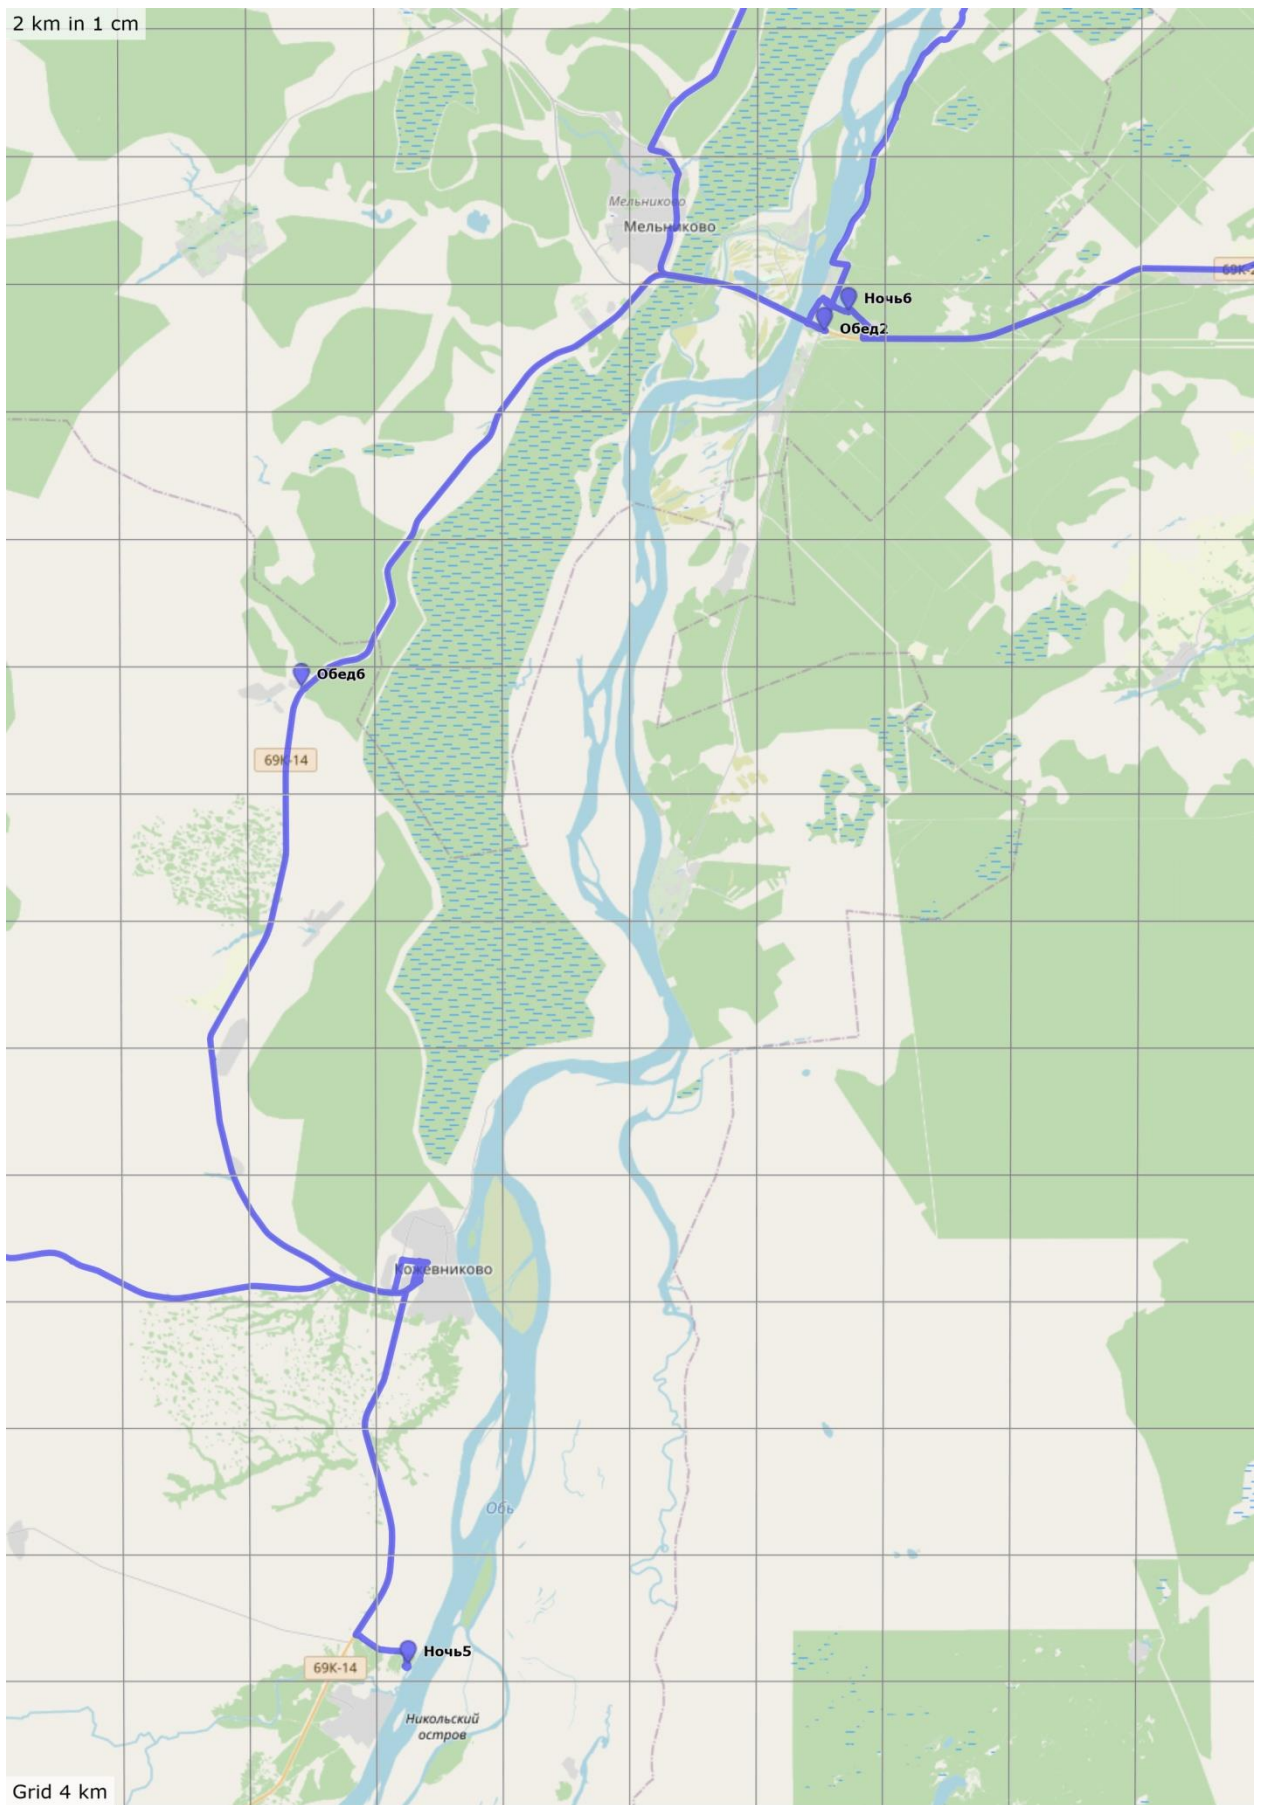 2 km in 1 cm
Мельниково
Мельниково
69К-
Ночь6
Обед2
Обед6
69К-14
Кожевниково
Обь
Ночь5
69К-14
Никольский
остров
Grid 4 km